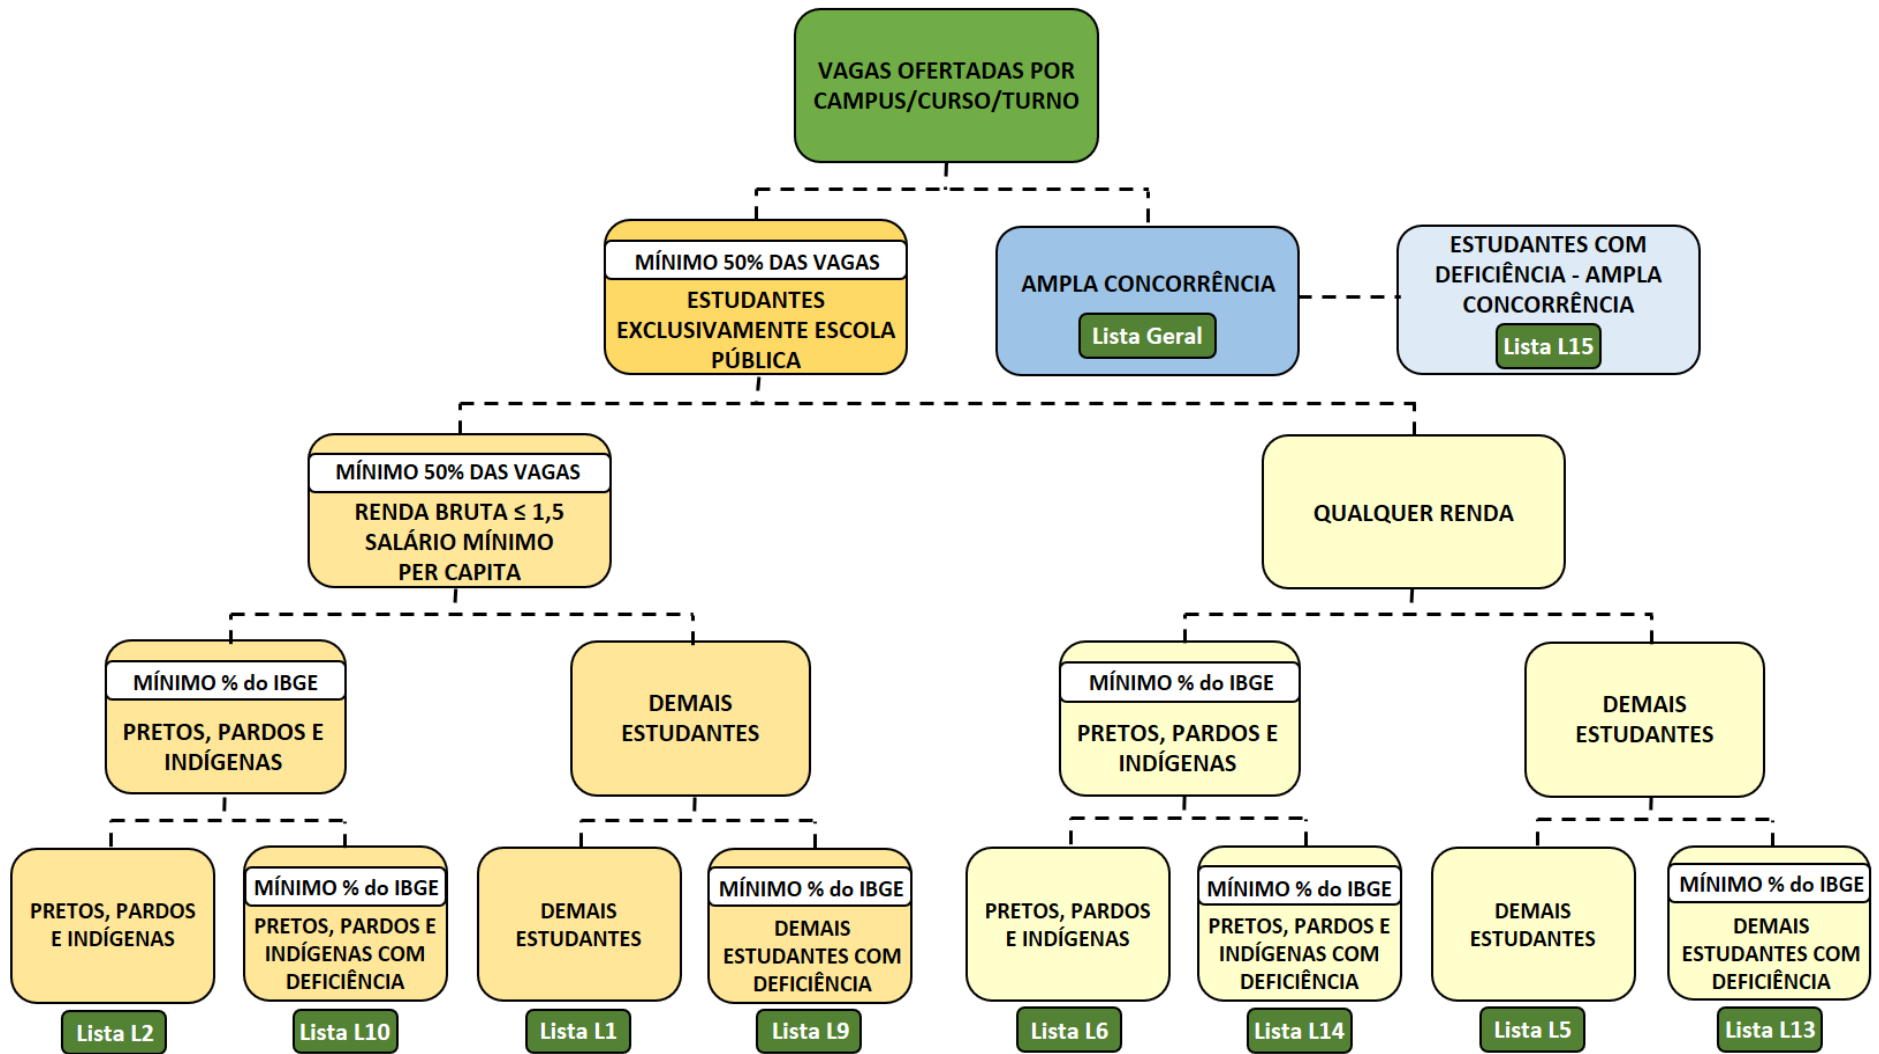 VAGAS OFERTADAS POR
CAMPUS/CURSO/TURNO
MÍNIMO 50% DAS VAGAS
ESTUDANTES
EXCLUSIVAMENTE ESCOLA
PÚBLICA
AMPLA CONCORRÊNCIA
Lista Geral
ESTUDANTES COM
DEFICIÊNCIA - AMPLA
CONCORRÊNCIA
Lista L15
MÍNIMO 50% DAS VAGAS
RENDA BRUTA ≤ 1,5
SALÁRIO MÍNIMO
PER CAPITA
QUALQUER RENDA
MÍNIMO % do IBGE
PRETOS, PARDOS E
INDÍGENAS
DEMAIS
ESTUDANTES
MÍNIMO % do IBGE
PRETOS, PARDOS E
INDÍGENAS
DEMAIS
ESTUDANTES
PRETOS, PARDOS
E INDÍGENAS
Lista L2
MÍNIMO % do IBGE
PRETOS, PARDOS E
INDÍGENAS COM
DEFICIÊNCIA
Lista L10
DEMAIS
ESTUDANTES
Lista L1
MÍNIMO % do IBGE
DEMAIS
ESTUDANTES COM
DEFICIÊNCIA
Lista L9
PRETOS, PARDOS
E INDÍGENAS
Lista L6
MÍNIMO % do IBGE
PRETOS, PARDOS E
INDÍGENAS COM
DEFICIÊNCIA
Lista L14
DEMAIS
ESTUDANTES
Lista L5
MÍNIMO % do IBGE
DEMAIS
ESTUDANTES COM
DEFICIÊNCIA
Lista L13